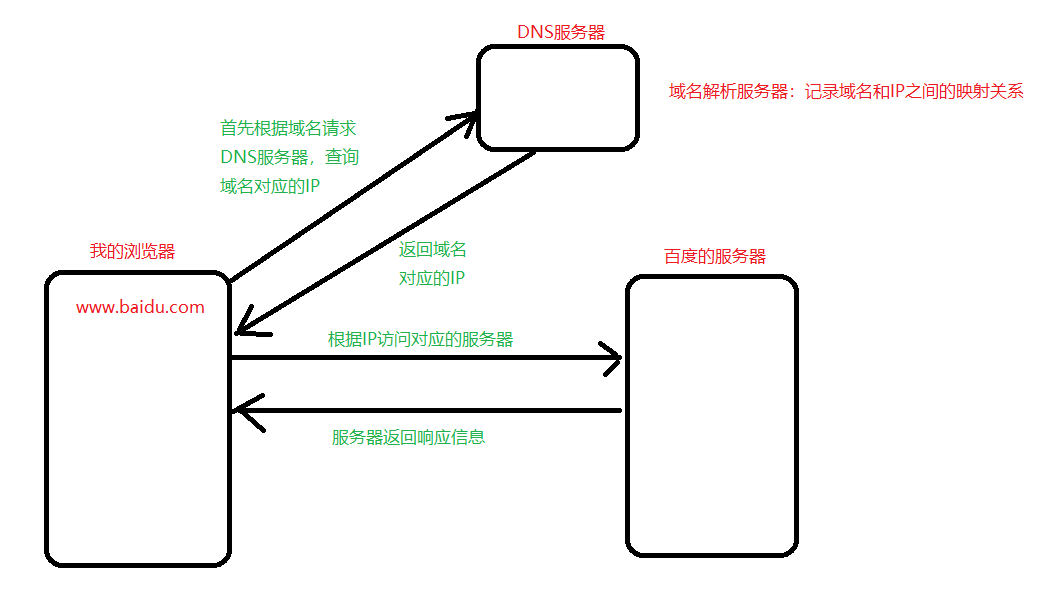 DNS服务器
域名解析服务器：记录域名和IP之间的映射关系
首先根据域名请求
DNS服务器，查询
域名对应的IP
返回域名
对应的IP
我的浏览器
www.baidu.com
百度的服务器
根据IP访问对应的服务器
服务器返回响应信息